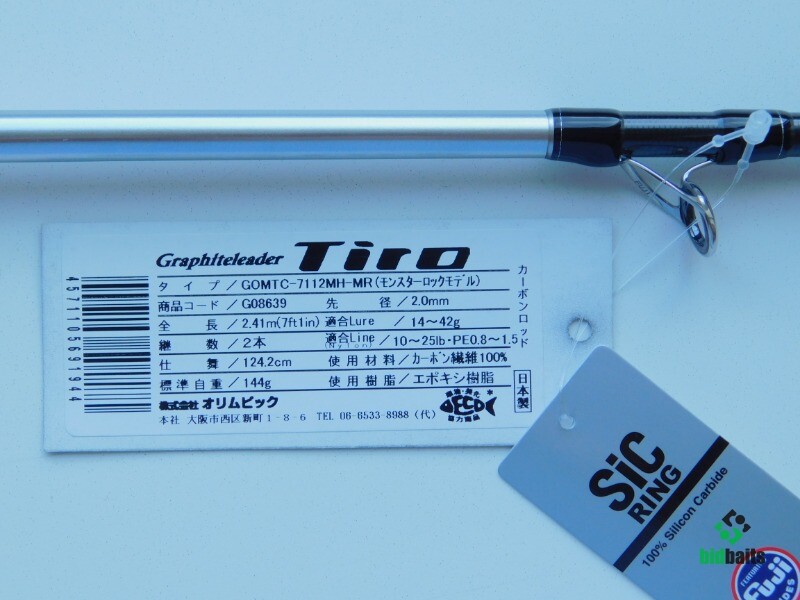 Graphiteleader Tiro
タイプ/GOMTC-7112MH-MR(モンスターロックモデル)
商品コード/G08639 先径/2.0mm
全長/2.41m(7ft1in) 適合Lure/14~42g
継数/2本 適合Line(Nylon)/10~25lb・PE0.8~1.5
仕舞/124.2cm 使用材料/カーボン繊維100%
標準自重/144g 使用樹脂/エポキシ樹脂
株式会社オリムピック
本社 大阪市西区新町1-8-6 TEL 06-6533-8988(代)
カーボンロッド
日本製
ECO
4571105691944
SiC
RING
100% Silicon Carbide
bidbaits
FEATURING
Fuji